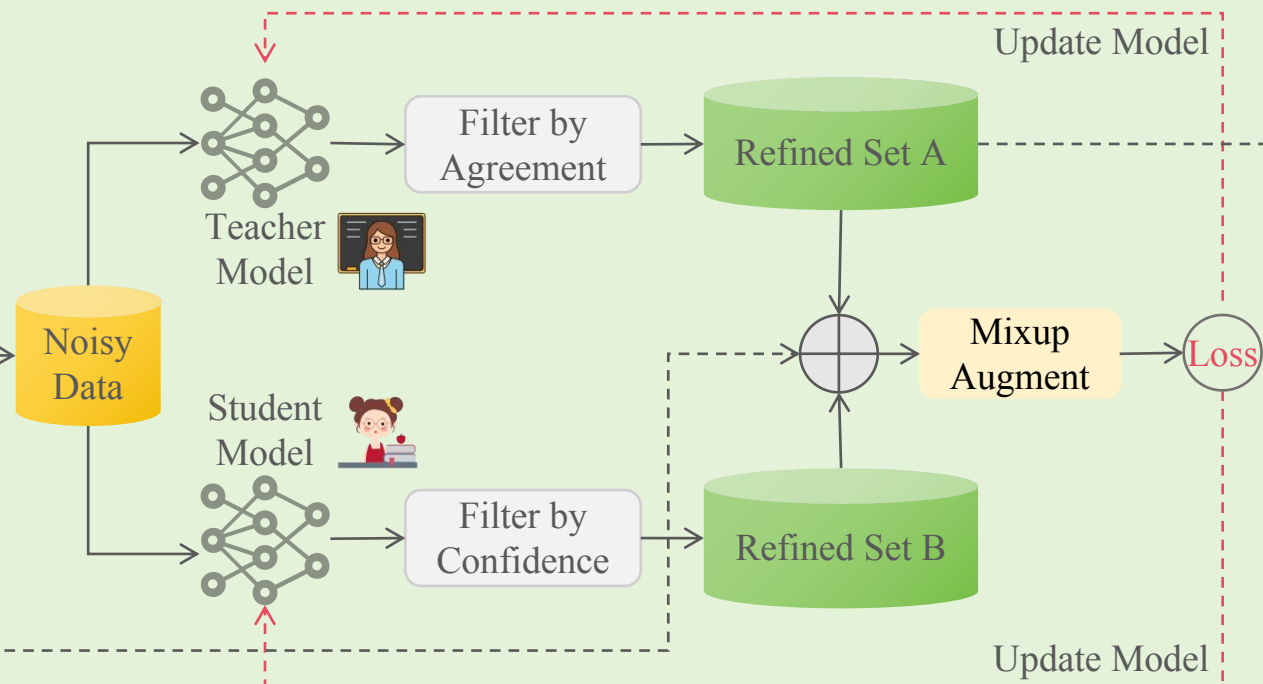 Update Model
Filter by
Agreement
Refined Set A
Teacher
Model
Noisy
Data
Mixup
Augment
Loss
Student
Model
Filter by
Confidence
Refined Set B
Update Model